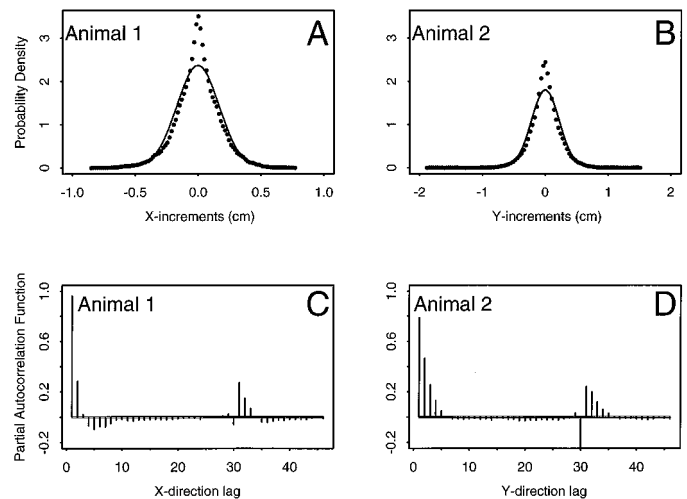 Animal 1
A
Probability Density
3
2
1
0
-1.0 -0.5 0.0 0.5 1.0
X-increments (cm)
Animal 2
B
3
2
1
0
-2 -1 0 1 2
Y-increments (cm)
Animal 1
C
Partial Autocorrelation Function
1.0
0.6
0.2
-0.2
0 10 20 30 40
X-direction lag
Animal 2
D
1.0
0.6
0.2
-0.2
0 10 20 30 40
Y-direction lag